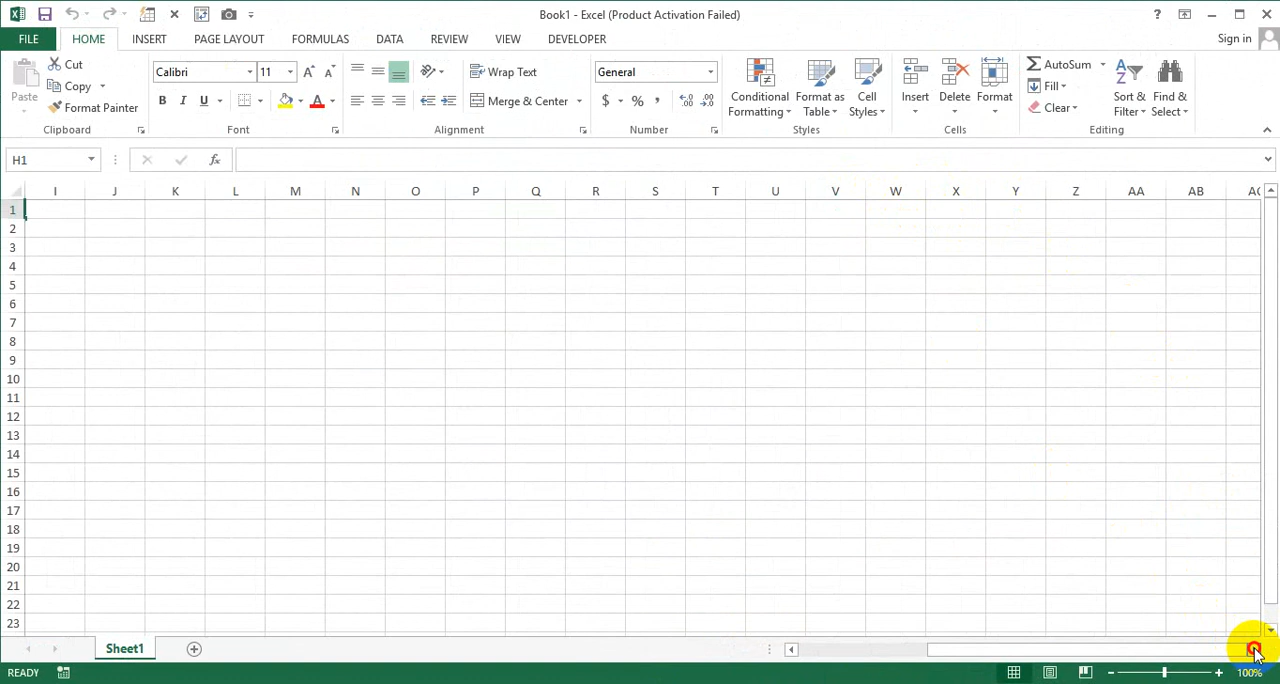 Book1 - Excel (Product Activation Failed)
?
FILE HOME INSERT PAGE LAYOUT FORMULAS DATA REVIEW VIEW DEVELOPER Sign in
Paste
Cut
Copy
Format Painter
Clipboard
Calibri 11 A A
B I U A
Font
Wrap Text
Merge & Center
Alignment
General
$ % ,
Number
Conditional
Formatting
Format as
Table
Cell
Styles
Styles
Insert
Delete
Format
Cells
AutoSum
Fill
Clear
Sort &
Filter
Find &
Select
Editing
H1 fx
I J K L M N O P Q R S T U V W X Y Z AA AB
1
2
3
4
5
6
7
8
9
10
11
12
13
14
15
16
17
18
19
20
21
22
23
Sheet1
READY 100%